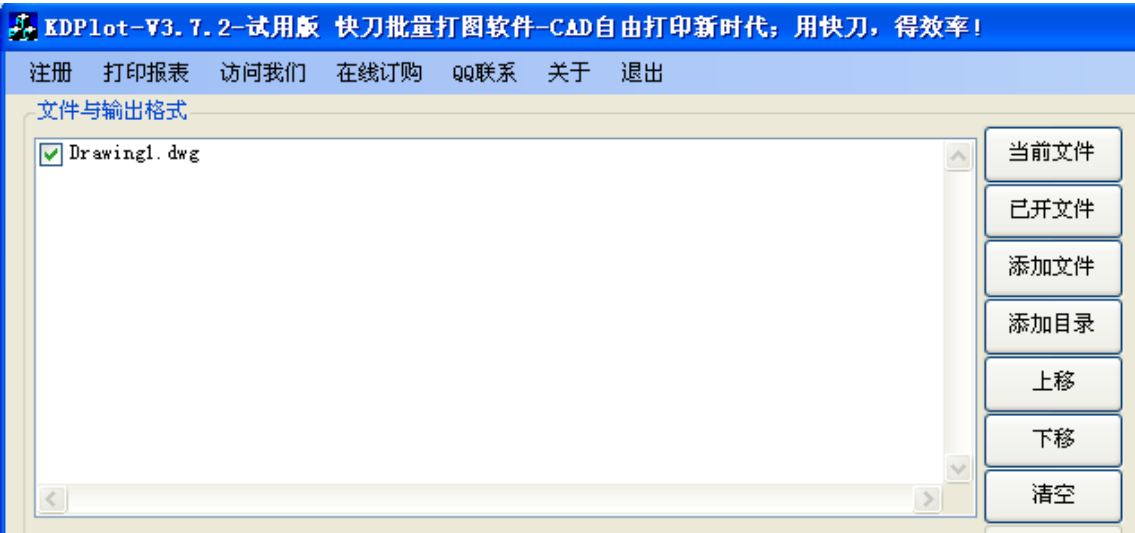 KDPlot-V3.7.2-试用版 快刀批量打图软件-CAD自由打印新时代；用快刀，得效率！
注册 打印报表 访问我们 在线订购 QQ联系 关于 退出
文件与输出格式
Drawing1.dwg
当前文件
已开文件
添加文件
添加目录
上移
下移
清空